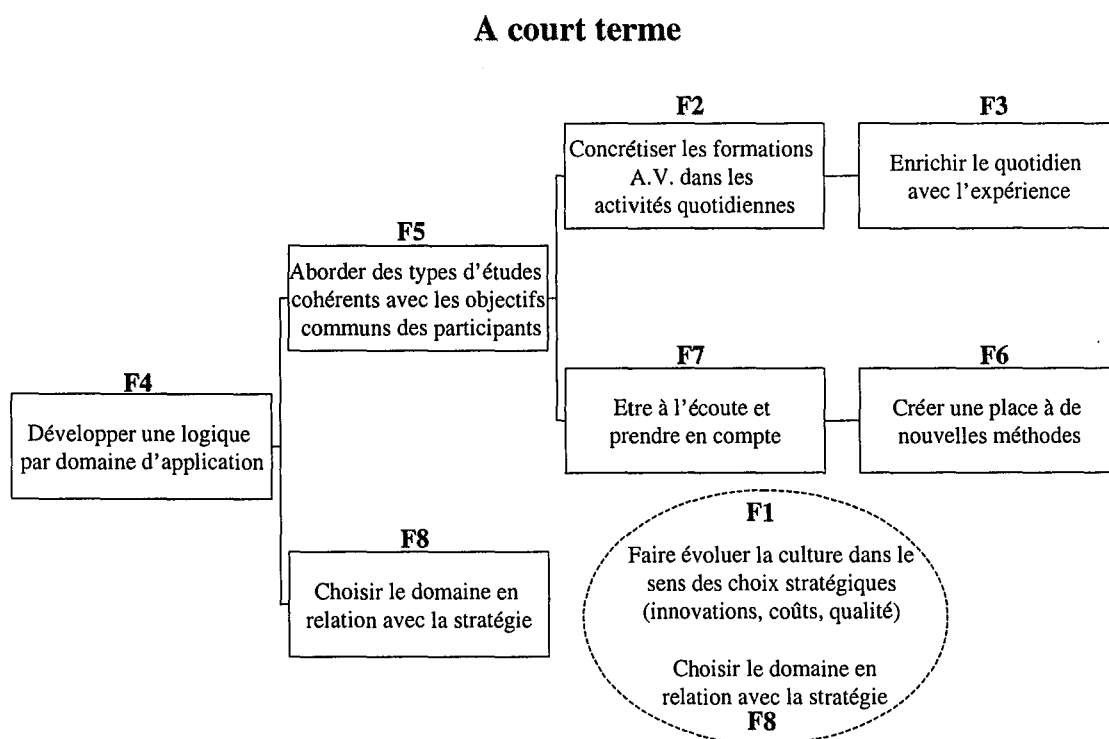 A court terme
F2
Concrétiser les formations
A.V. dans les
activités quotidiennes
F3
Enrichir le quotidien
avec l'expérience
F5
Aborder des types d'études
cohérents avec les objectifs
communs des participants
F4
Développer une logique
par domaine d'application
F7
Etre à l'écoute et
prendre en compte
F6
Créer une place à de
nouvelles méthodes
F8
Choisir le domaine en
relation avec la stratégie
F1
Faire évoluer la culture dans le
sens des choix stratégiques
(innovations, coûts, qualité)
Choisir le domaine en
relation avec la stratégie
F8